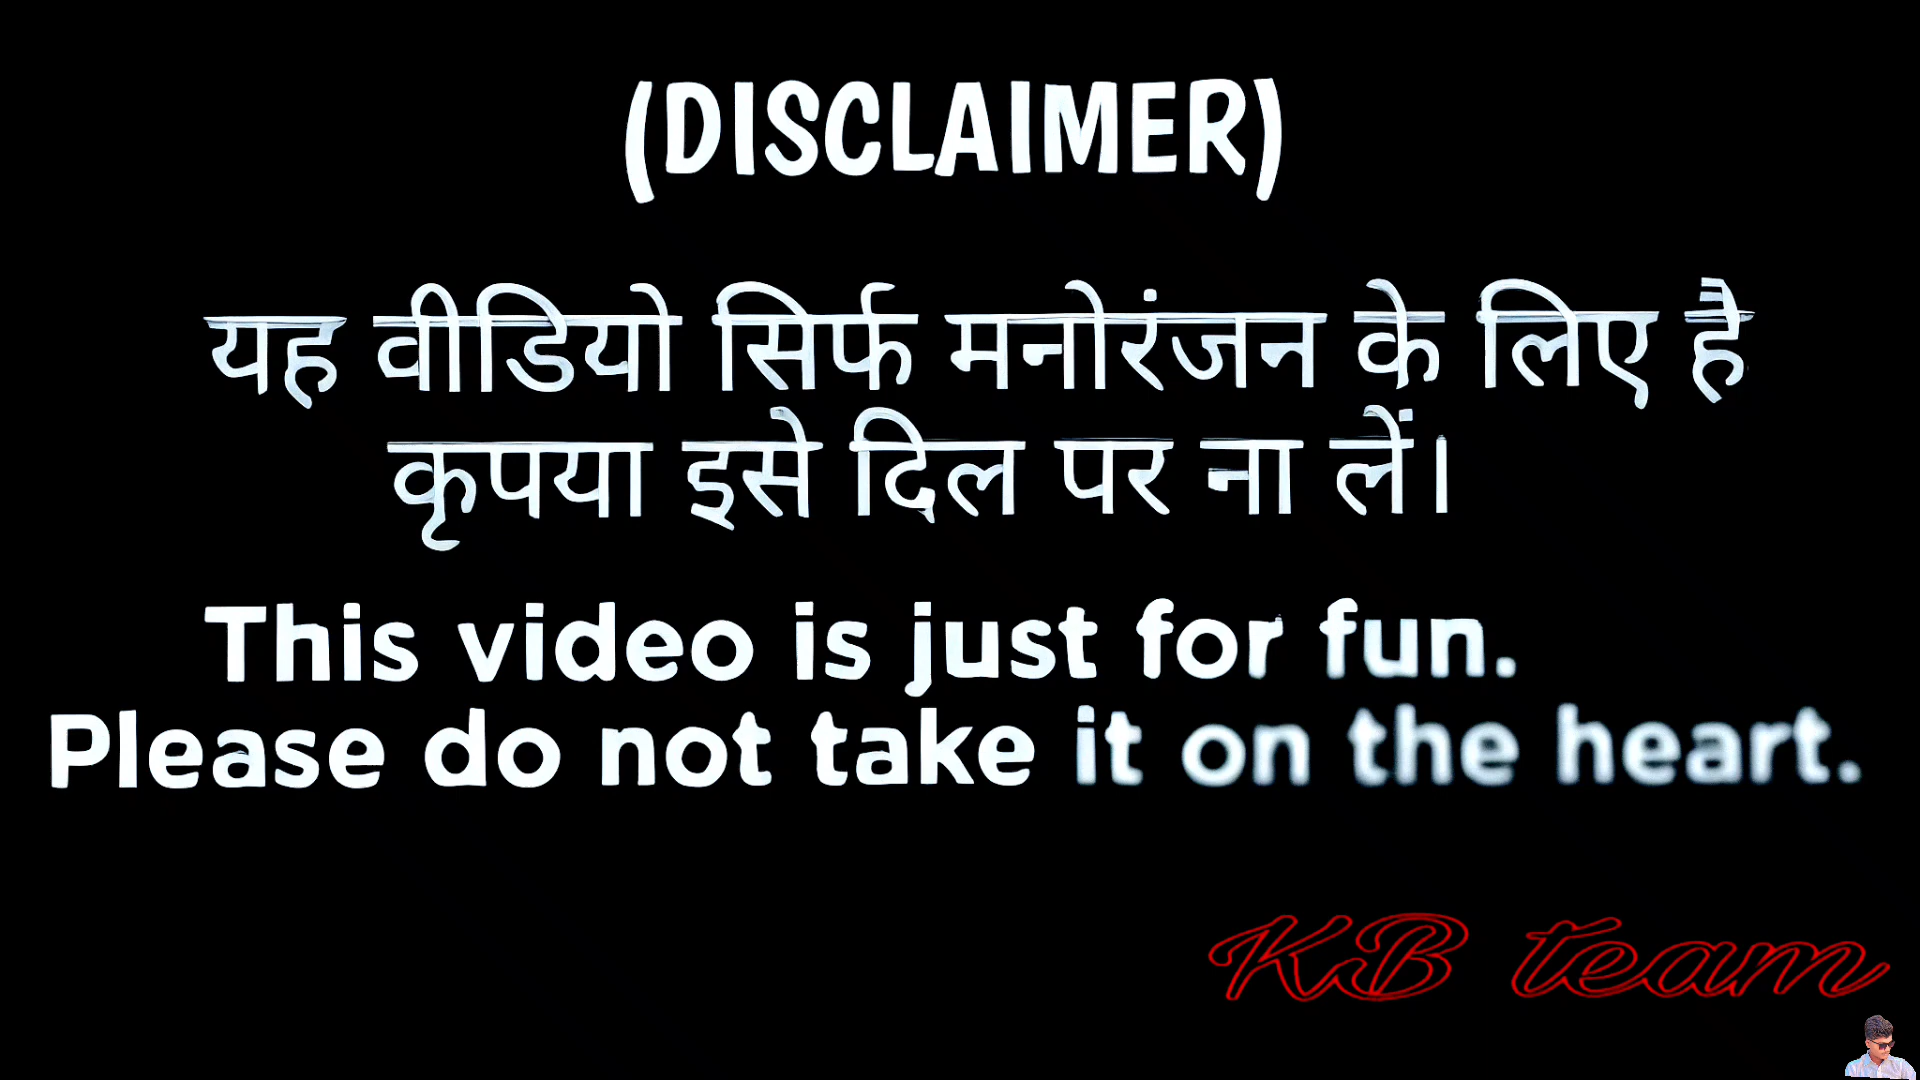 (DISCLAIMER)
यह वीडियो सिर्फ मनोरंजन के लिए है
कृपया इसे दिल पर ना लें।
This video is just for fun.
Please do not take it on the heart.
KB team